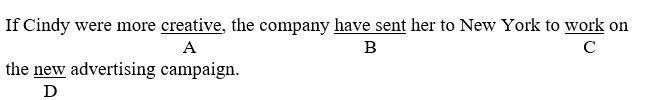 If Cindy were more creative, the company have sent her to New York to work on
A B C
the new advertising campaign.
D